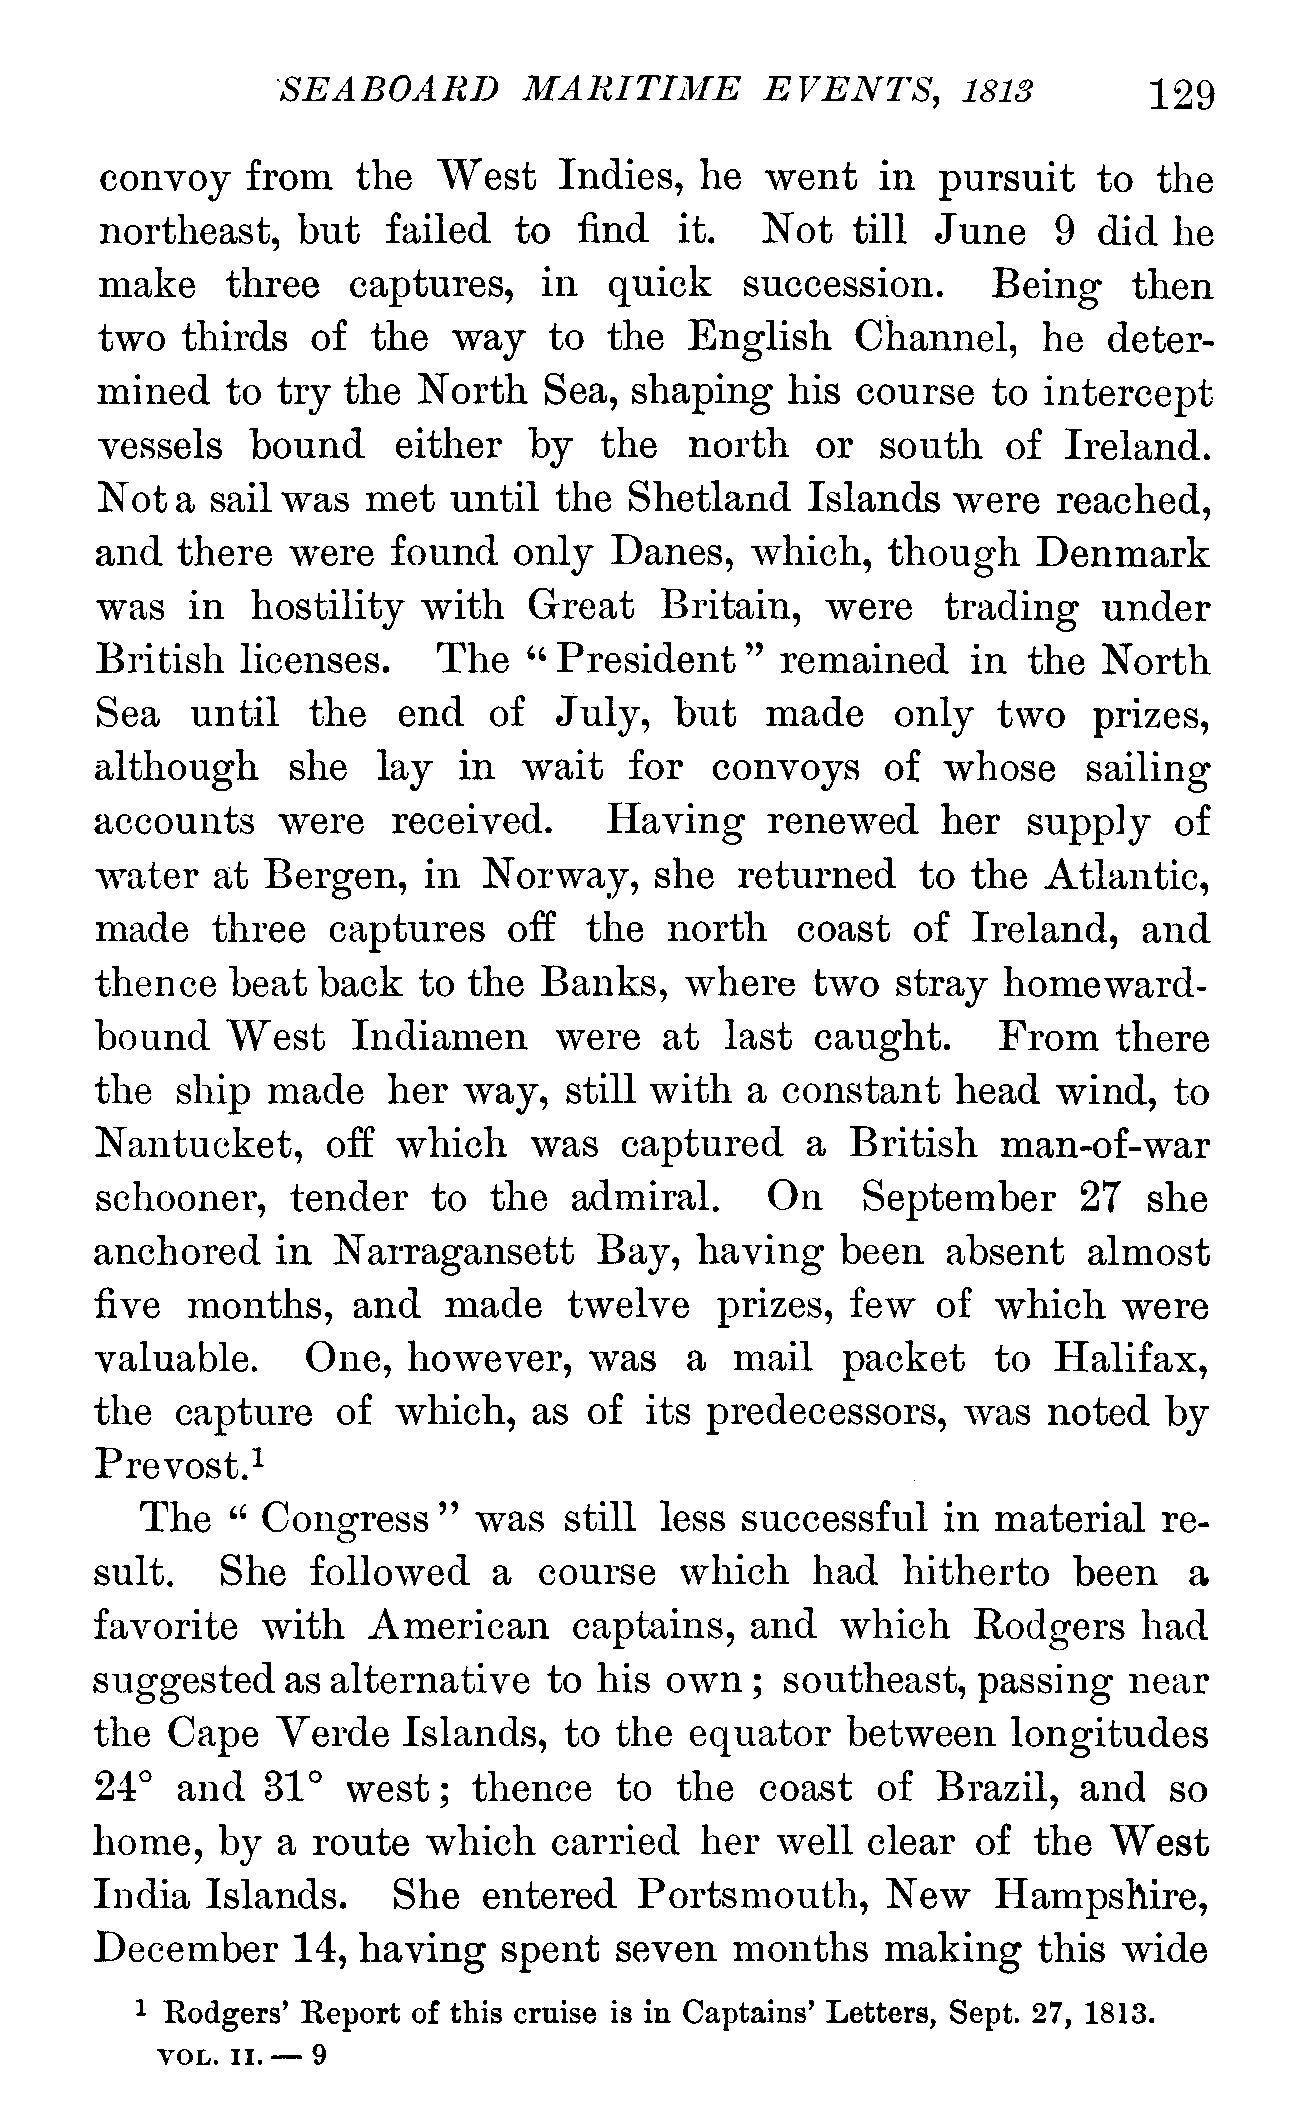 SEABOARD MARITIME EVENTS, 1813 129
convoy from the West Indies, he went in pursuit to the
northeast, but failed to find it. Not till June 9 did he
make three captures, in quick succession. Being then
two thirds of the way to the English Channel, he deter-
mined to try the North Sea, shaping his course to intercept
vessels bound either by the north or south of Ireland.
Not a sail was met until the Shetland Islands were reached,
and there were found only Danes, which, though Denmark
was in hostility with Great Britain, were trading under
British licenses. The “President” remained in the North
Sea until the end of July, but made only two prizes,
although she lay in wait for convoys of whose sailing
accounts were received. Having renewed her supply of
water at Bergen, in Norway, she returned to the Atlantic,
made three captures off the north coast of Ireland, and
thence beat back to the Banks, where two stray homeward-
bound West Indiamen were at last caught. From there
the ship made her way, still with a constant head wind, to
Nantucket, off which was captured a British man-of-war
schooner, tender to the admiral. On September 27 she
anchored in Narragansett Bay, having been absent almost
five months, and made twelve prizes, few of which were
valuable. One, however, was a mail packet to Halifax,
the capture of which, as of its predecessors, was noted by
Prevost.¹
The “Congress” was still less successful in material re-
sult. She followed a course which had hitherto been a
favorite with American captains, and which Rodgers had
suggested as alternative to his own; southeast, passing near
the Cape Verde Islands, to the equator between longitudes
24° and 31° west; thence to the coast of Brazil, and so
home, by a route which carried her well clear of the West
India Islands. She entered Portsmouth, New Hampshire,
December 14, having spent seven months making this wide
¹ Rodgers’ Report of this cruise is in Captains’ Letters, Sept. 27, 1813.
VOL. II. — 9